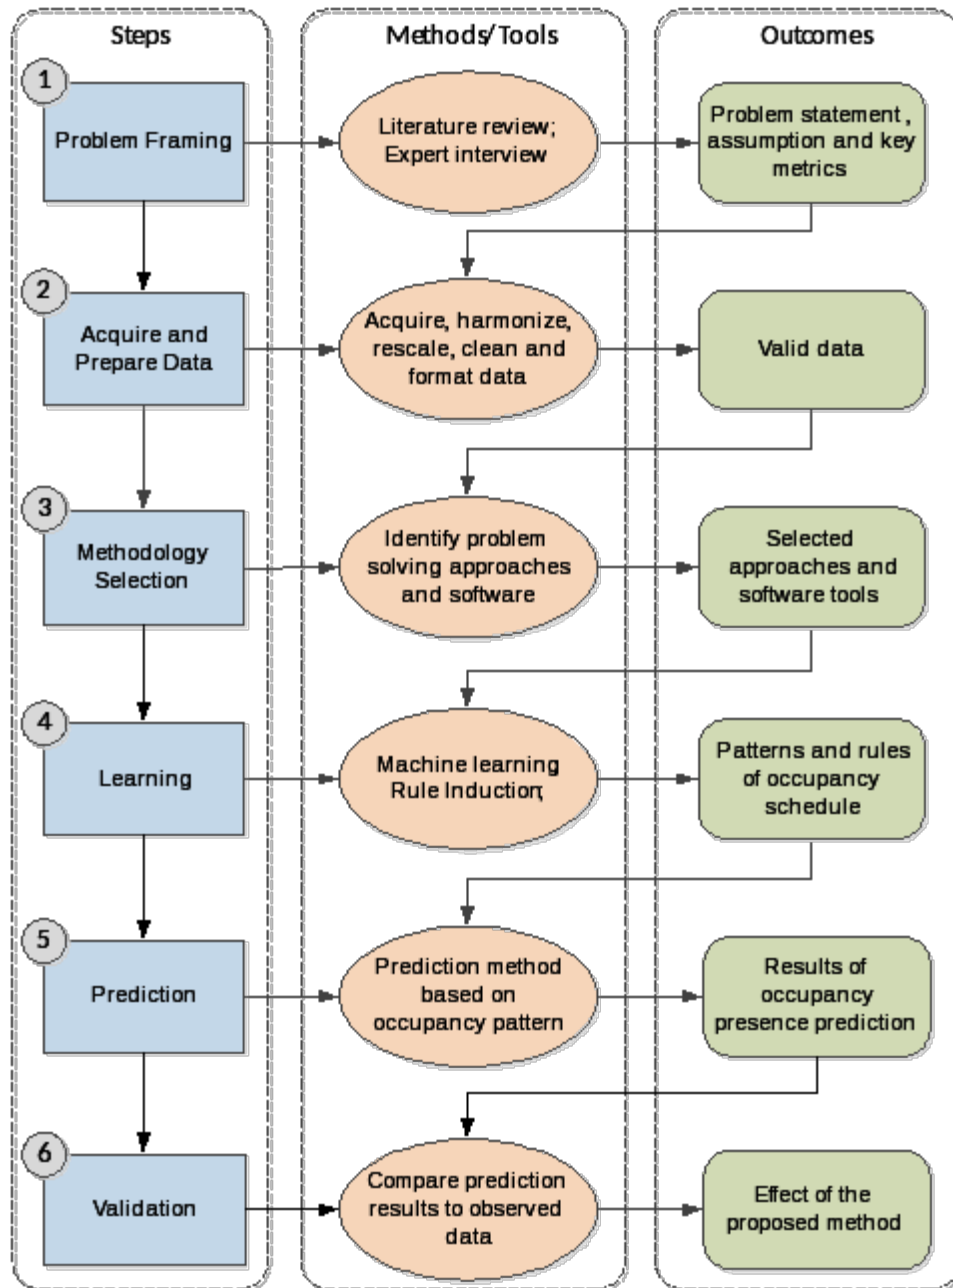 Steps
Methods/Tools
Outcomes
1
Problem Framing
Literature review;
Expert interview
Problem statement,
assumption and key
metrics
2
Acquire and
Prepare Data
Acquire, harmonize,
rescale, clean and
format data
Valid data
3
Methodology
Selection
Identify problem
solving approaches
and software
Selected
approaches and
software tools
4
Learning
Machine learning
Rule Induction;
Patterns and rules
of occupancy
schedule
5
Prediction
Prediction method
based on
occupancy pattern
Results of
occupancy
presence prediction
6
Validation
Compare prediction
results to observed
data
Effect of the
proposed method